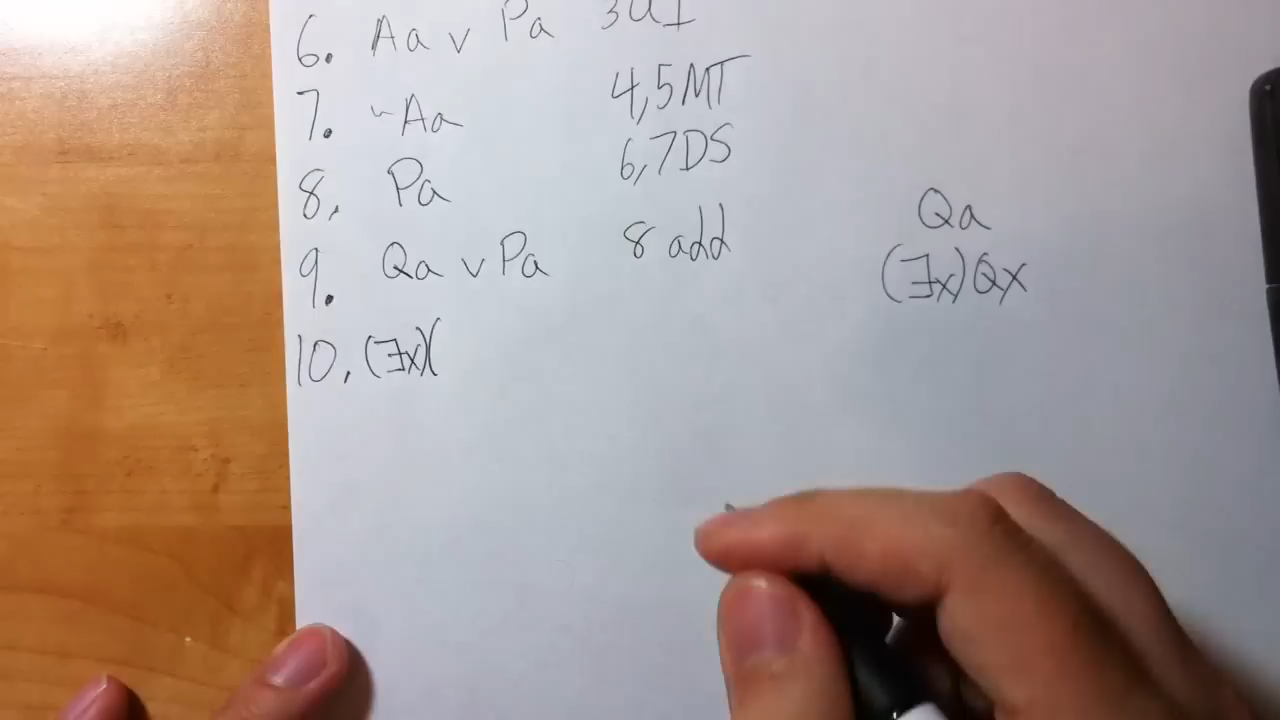 6. Aa v Pa 3UI
7. ~Aa 4,5MT
8. Pa 6,7DS
9. Qa v Pa 8 add
10. (∃x)(
Qa
(∃x)Qx